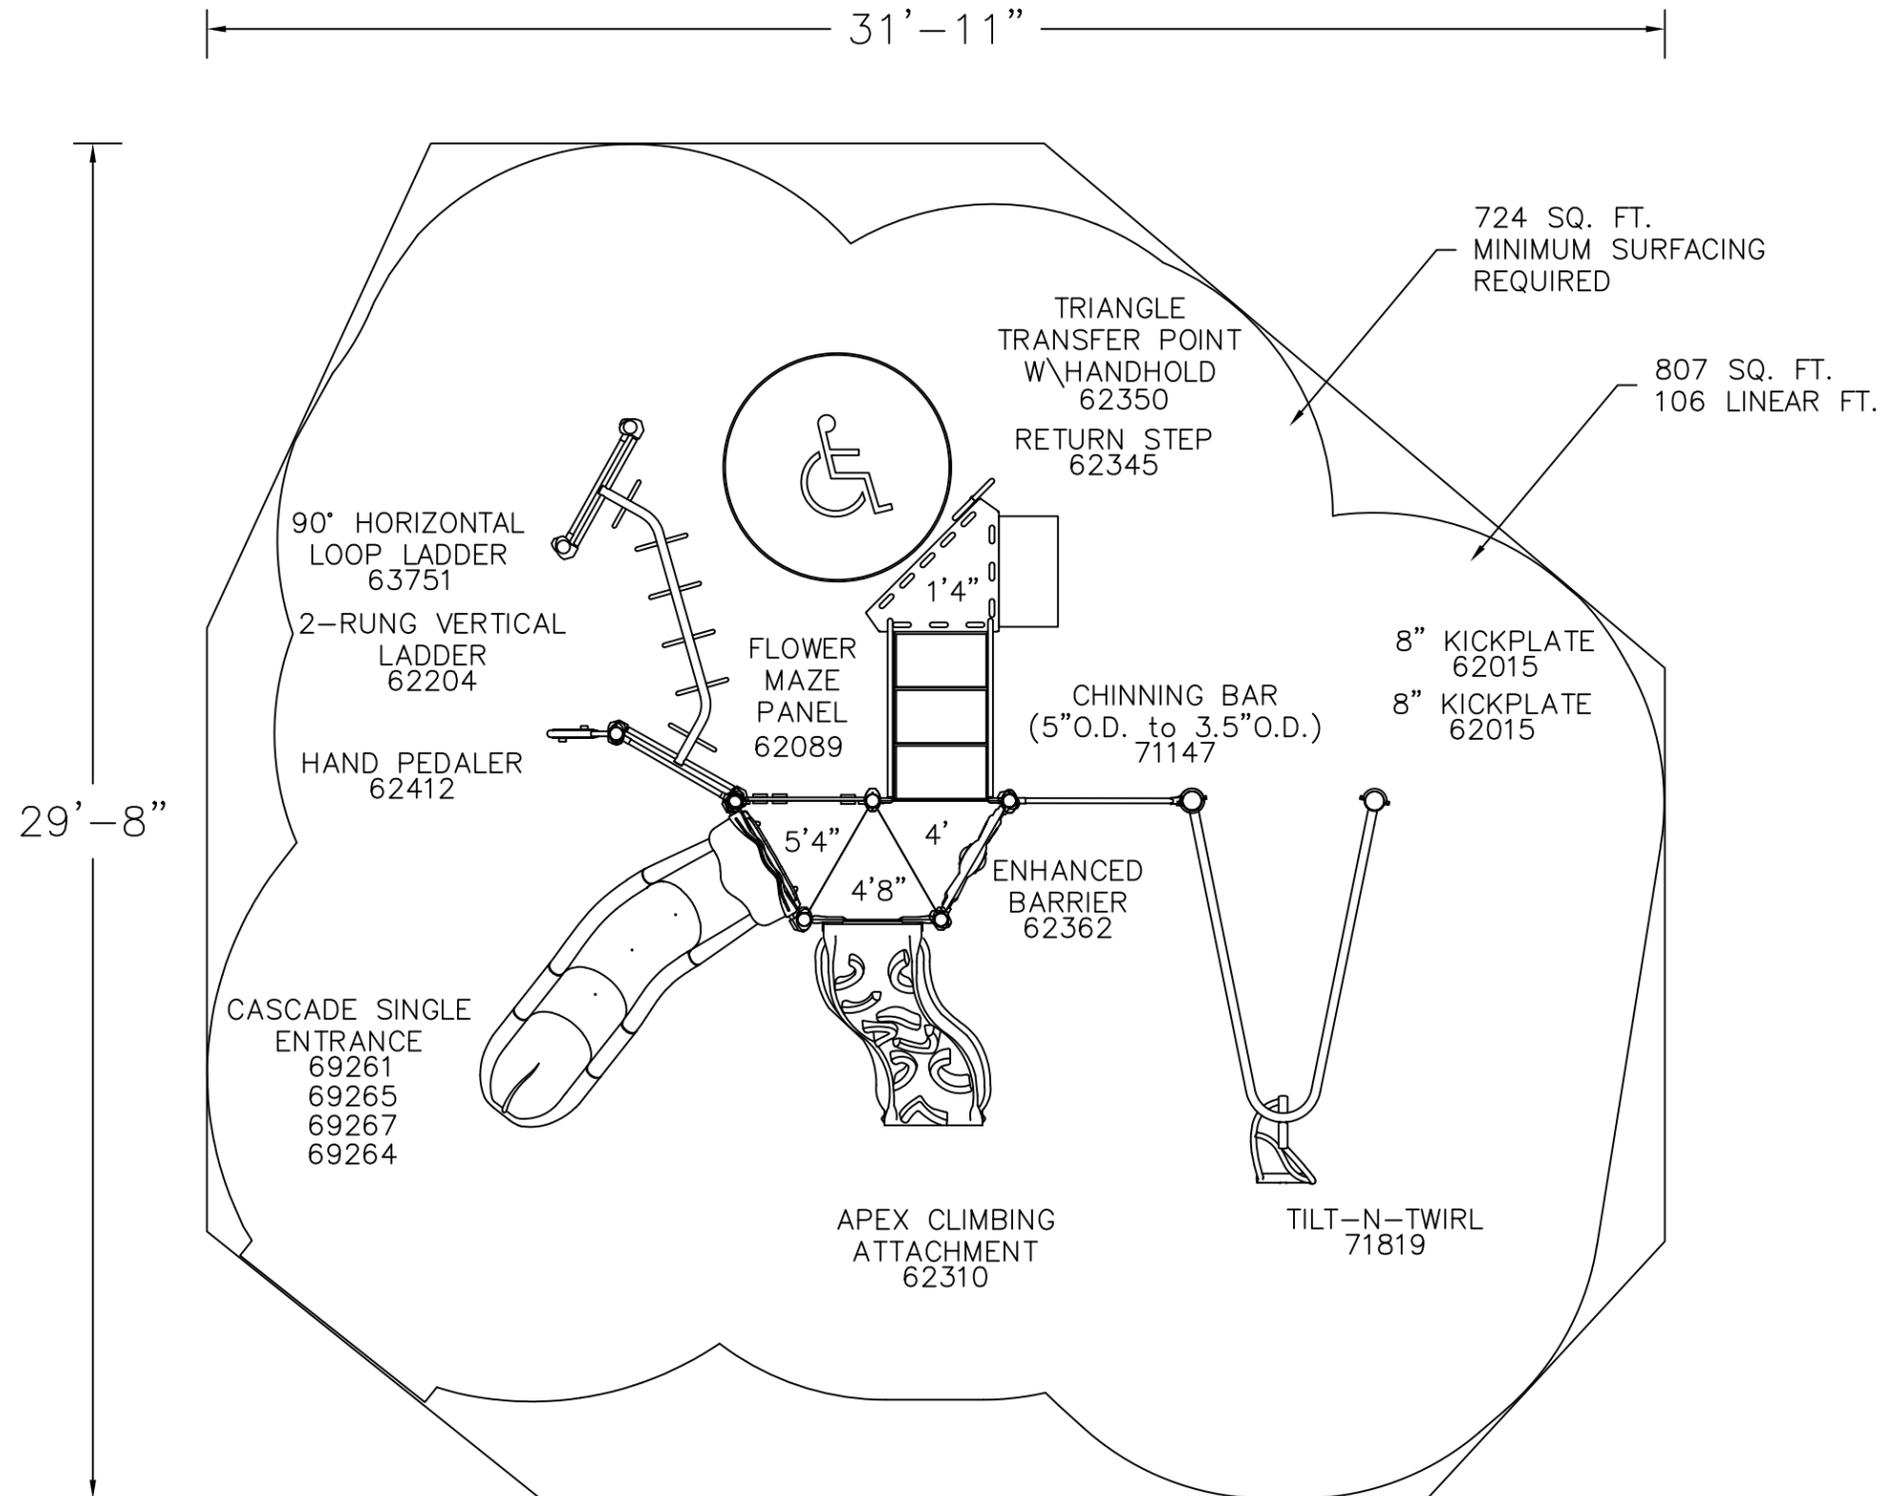 31'-11"
724 SQ. FT.
MINIMUM SURFACING
REQUIRED
807 SQ. FT.
106 LINEAR FT.
TRIANGLE
TRANSFER POINT
W\HANDHOLD
62350
RETURN STEP
62345
90° HORIZONTAL
LOOP LADDER
63751
2-RUNG VERTICAL
LADDER
62204
1'4"
FLOWER
MAZE
PANEL
62089
8" KICKPLATE
62015
8" KICKPLATE
62015
CHINNING BAR
(5"O.D. to 3.5"O.D.)
71147
HAND PEDALER
62412
29'-8"
5'4"
4'
4'8"
ENHANCED
BARRIER
62362
CASCADE SINGLE
ENTRANCE
69261
69265
69267
69264
APEX CLIMBING
ATTACHMENT
62310
TILT-N-TWIRL
71819